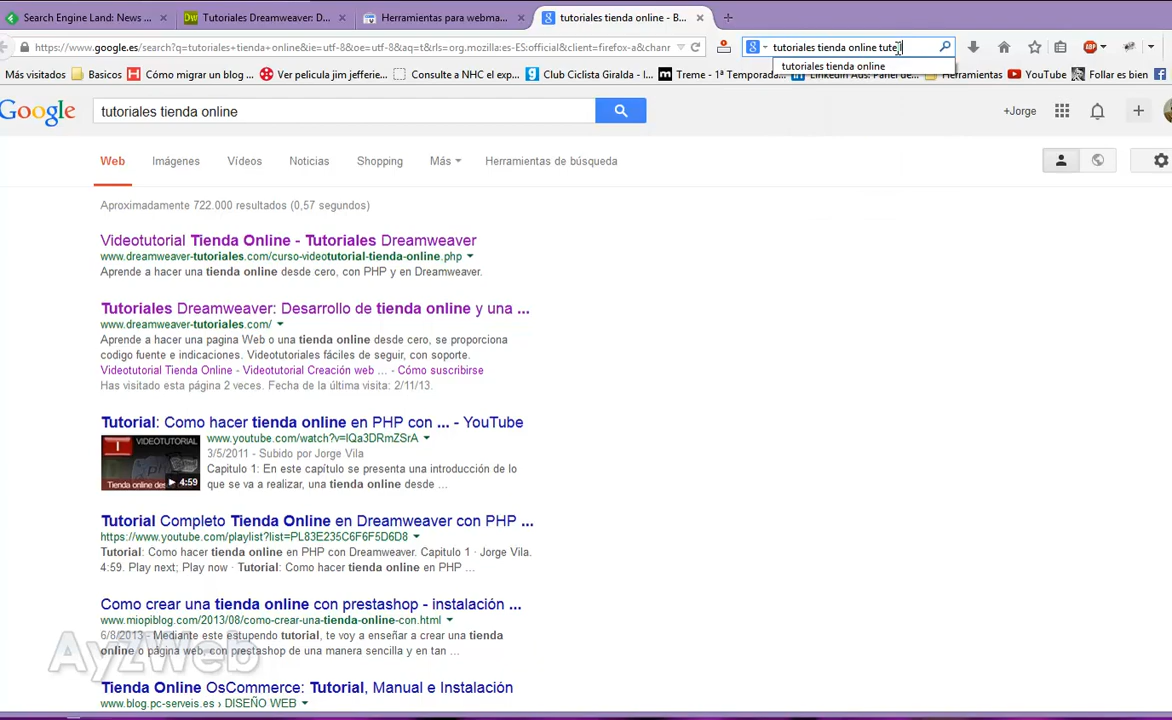 Search Engine Land: News ...
Tutoriales Dreamweaver: D...
Herramientas para webma...
tutoriales tienda online - B...
https://www.google.es/search?q=tutoriales+tienda+online&ie=utf-8&oe=utf-8&aq=t&rls=org.mozilla:es-ES:official&client=firefox-a&chann
tutoriales tienda online tute
tutoriales tienda online
Más visitados
Basicos
Cómo migrar un blog ...
Ver pelicula jim jefferie...
Consulte a NHC el exp...
Club Ciclista Giralda - I...
Treme - 1ª Temporada...
LinkedIn Ads: Panel de...
Herramientas
YouTube
Follar es bien
Google
tutoriales tienda online
+Jorge
Web
Imágenes
Vídeos
Noticias
Shopping
Más
Herramientas de búsqueda
Aproximadamente 722.000 resultados (0,57 segundos)
Videotutorial Tienda Online - Tutoriales Dreamweaver
www.dreamweaver-tutoriales.com/curso-videotutorial-tienda-online.php
Aprende a hacer una tienda online desde cero, con PHP y en Dreamweaver.
Tutoriales Dreamweaver: Desarrollo de tienda online y una ...
www.dreamweaver-tutoriales.com/
Aprende a hacer una pagina Web o una tienda online desde cero, se proporciona
codigo fuente e indicaciones. Videotutoriales fáciles de seguir, con soporte.
Videotutorial Tienda Online - Videotutorial Creación web ... - Cómo suscribirse
Has visitado esta página 2 veces. Fecha de la última visita: 2/11/13.
Tutorial: Como hacer tienda online en PHP con ... - YouTube
VIDEOTUTORIAL
Tienda online des
4:59
www.youtube.com/watch?v=lQa3DRmZSrA
3/5/2011 - Subido por Jorge Vila
Capitulo 1: En este capítulo se presenta una introducción de lo
que se va a realizar, una tienda online desde ...
Tutorial Completo Tienda Online en Dreamweaver con PHP ...
https://www.youtube.com/playlist?list=PL83E235C6F6F5D6D8
Tutorial: Como hacer tienda online en PHP con Dreamweaver. Capitulo 1 · Jorge Vila.
4:59. Play next; Play now · Tutorial: Como hacer tienda online en PHP ...
Como crear una tienda online con prestashop - instalación ...
www.miopiblog.com/2013/08/como-crear-una-tienda-online-con.html
6/8/2013 - Mediante este estupendo tutorial, te voy a enseñar a crear una tienda
online o página web, con prestashop de una manera sencilla y en tan ...
AyZWeb
Tienda Online OsCommerce: Tutorial, Manual e Instalación
www.blog.pc-serveis.es › DISEÑO WEB